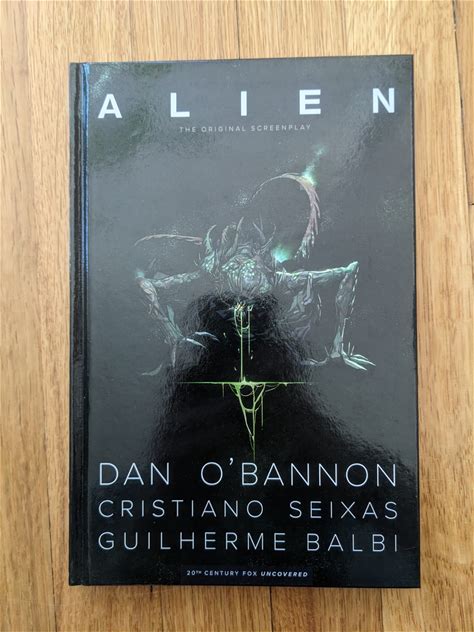 ALIEN
THE ORIGINAL SCREENPLAY
DAN O'BANNON
CRISTIANO SEIXAS
GUILHERME BALBI
20TH CENTURY FOX UNCOVERED